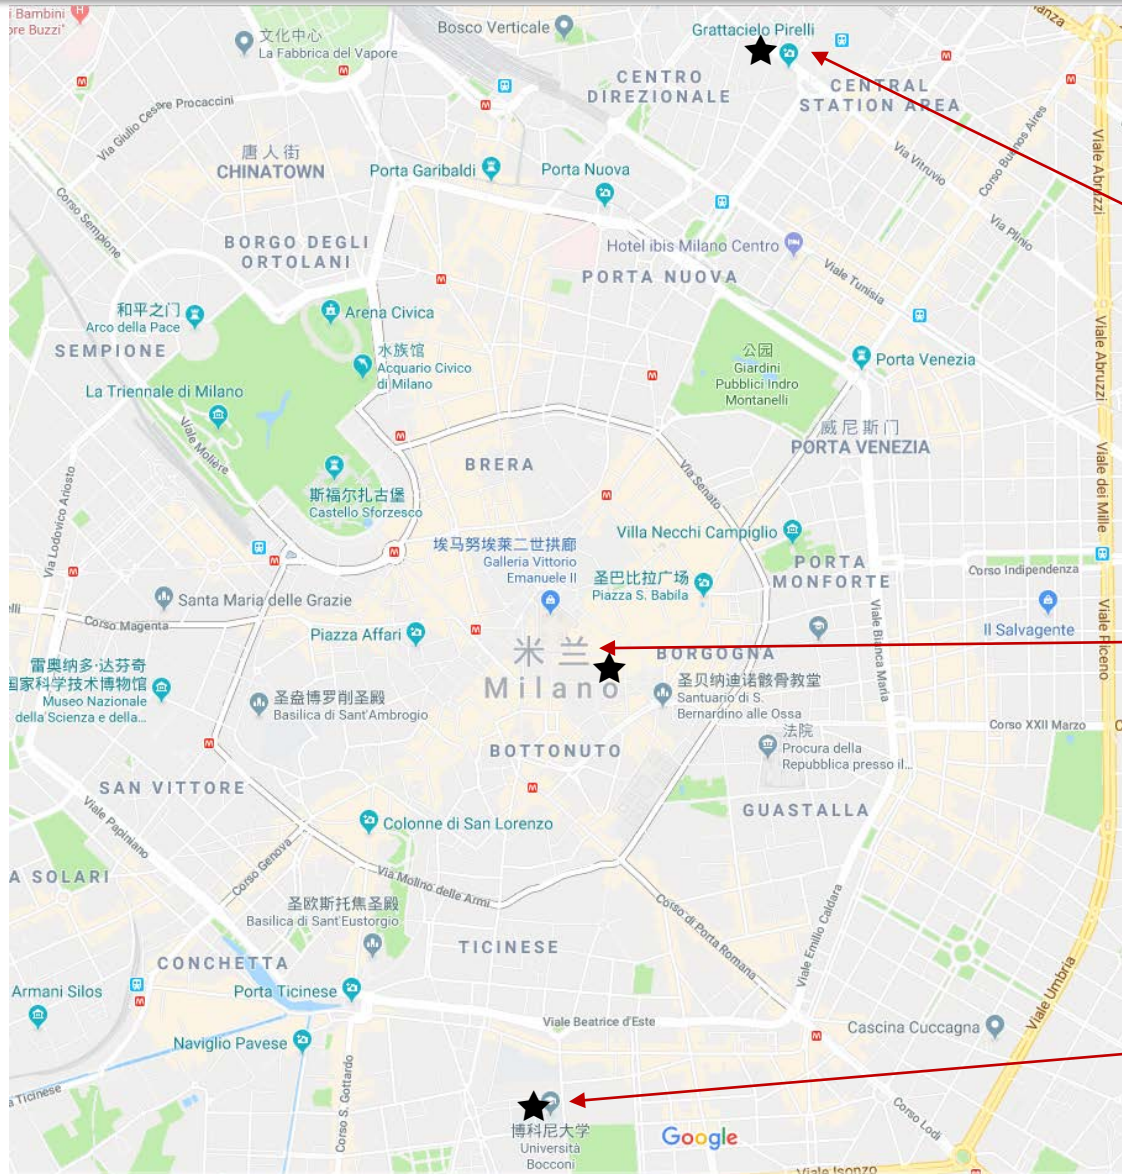 i Bambini
ore Buzzi"
文化中心
La Fabbrica del Vapore
Bosco Verticale
Grattacielo Pirelli
CENTRO
DIREZIONALE
CENTRAL
STATION AREA
Via Giulio Cesare Procaccini
唐人街
CHINATOWN
Porta Garibaldi
Porta Nuova
Via Vitruvio
Corso Buenos Aires
Viale Abruzzi
Corso Sempione
Via Plinio
BORGO DEGLI
ORTOLANI
Hotel ibis Milano Centro
PORTA NUOVA
Viale Tunisia
和平之门
Arco della Pace
Arena Civica
SEMPIONE
水族馆
Acquario Civico
di Milano
公园
Giardini
Pubblici Indro
Montanelli
Porta Venezia
Viale Abruzzi
La Triennale di Milano
Viale Molière
威尼斯门
PORTA VENEZIA
BRERA
Via Senato
Viale dei Mille
Via Lodovico Ariosto
斯福尔扎古堡
Castello Sforzesco
埃马努埃莱二世拱廊
Galleria Vittorio
Emanuele II
Villa Necchi Campiglio
圣巴比拉广场
Piazza S. Babila
PORTA
MONFORTE
Corso Indipendenza
Santa Maria delle Grazie
elli
Corso Magenta
Piazza Affari
Il Salvagente
Viale Bianca Maria
Viale Piceno
米兰
Milano
BORGOGNA
雷奥纳多·达芬奇
国家科学技术博物馆
Museo Nazionale
della Scienza e della...
圣盎博罗削圣殿
Basilica di Sant'Ambrogio
圣贝纳迪诺骸骨教堂
Santuario di S.
Bernardino alle Ossa
法院
Procura della
Repubblica presso il...
Corso XXII Marzo
BOTTONUTO
SAN VITTORE
Viale Papiniano
GUASTALLA
Colonne di San Lorenzo
Corso Genova
Via Molino delle Armi
A SOLARI
圣欧斯托焦圣殿
Basilica di Sant'Eustorgio
Corso di Porta Romana
Viale Emilio Caldara
TICINESE
CONCHETTA
Armani Silos
Porta Ticinese
Viale Umbria
Viale Beatrice d'Este
Cascina Cuccagna
Naviglio Pavese
a Ticinese
Corso S. Gottardo
Corso Lodi
博科尼大学
Università
Bocconi
Google
Viale Isonzo